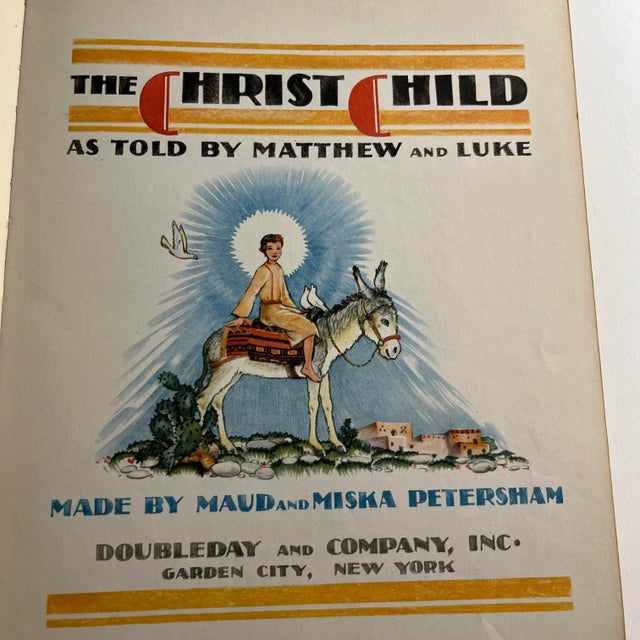 THE CHRIST CHILD
AS TOLD BY MATTHEW AND LUKE
MADE BY MAUD AND MISKA PETERSHAM
DOUBLEDAY AND COMPANY, INC.
GARDEN CITY, NEW YORK